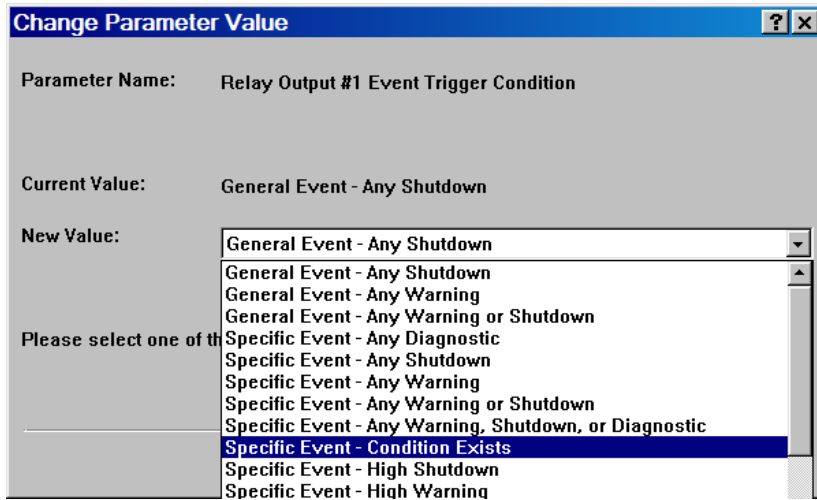 Change Parameter Value
Parameter Name: Relay Output #1 Event Trigger Condition
Current Value: General Event - Any Shutdown
New Value: General Event - Any Shutdown
General Event - Any Shutdown
General Event - Any Warning
General Event - Any Warning or Shutdown
Please select one of th Specific Event - Any Diagnostic
Specific Event - Any Shutdown
Specific Event - Any Warning
Specific Event - Any Warning or Shutdown
Specific Event - Any Warning, Shutdown, or Diagnostic
Specific Event - Condition Exists
Specific Event - High Shutdown
Specific Event - High Warning